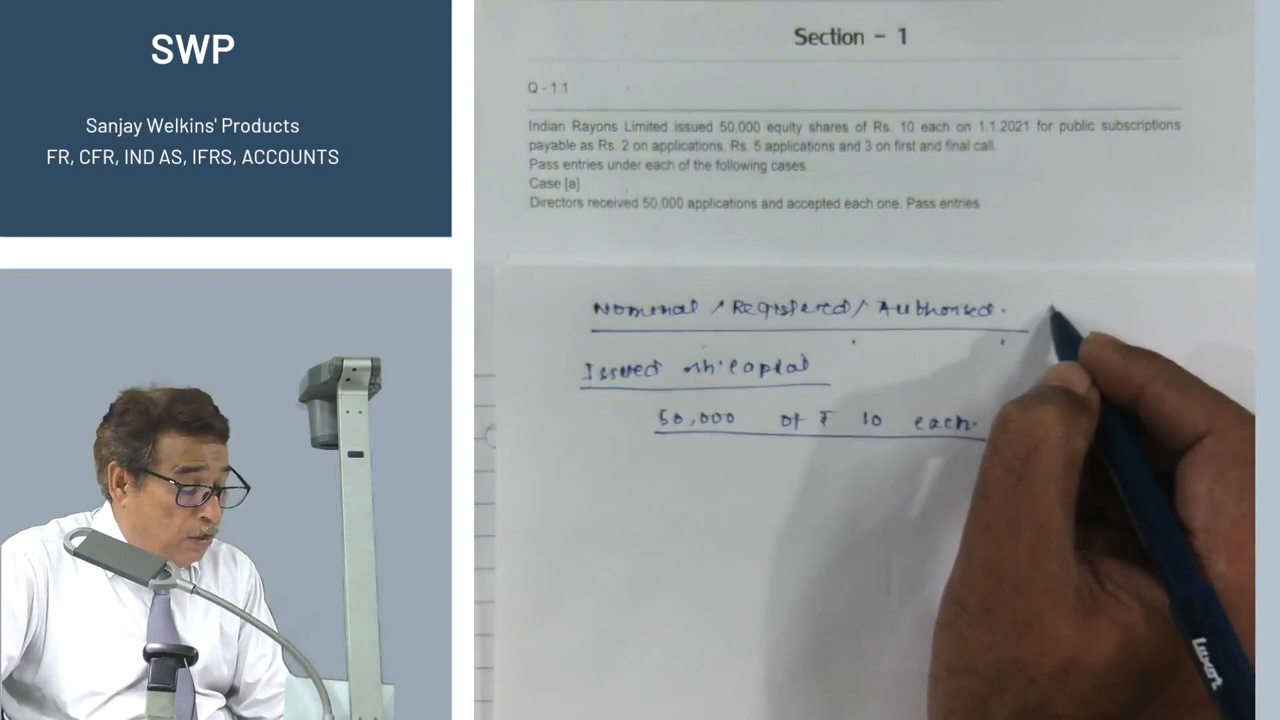 SWP
Sanjay Welkins' Products
FR, CFR, IND AS, IFRS, ACCOUNTS
Section - 1
Q - 1.1
Indian Rayons Limited issued 50,000 equity shares of Rs. 10 each on 1.1.2021 for public subscriptions
payable as Rs. 2 on applications, Rs. 5 applications and 3 on first and final call.
Pass entries under each of the following cases.
Case [a]
Directors received 50,000 applications and accepted each one. Pass entries
Nominal / Registered / Authorised.
Issued sh. capital
50,000 of ₹ 10 each.
Luxor